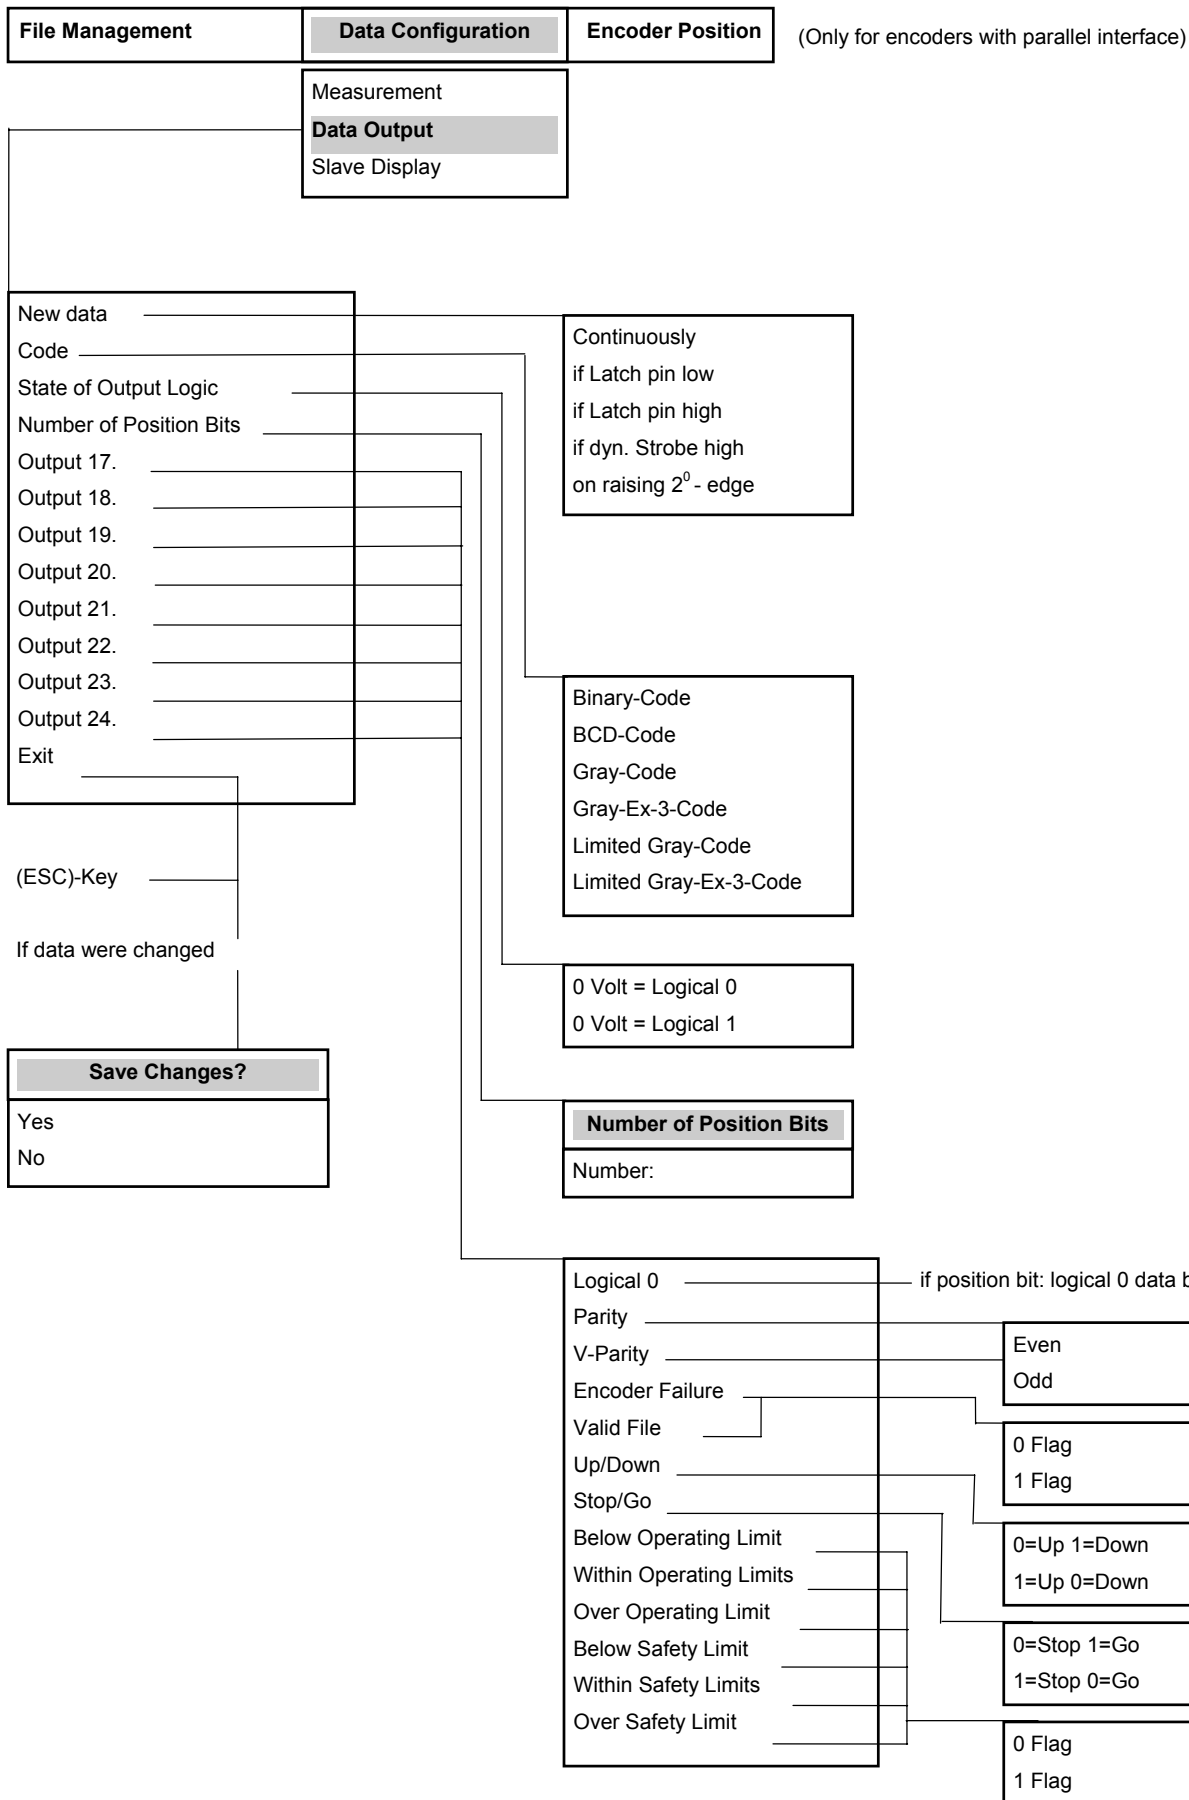 File Management
Data Configuration
Encoder Position
(Only for encoders with parallel interface)
Measurement
Data Output
Slave Display
New data
Code
State of Output Logic
Number of Position Bits
Output 17.
Output 18.
Output 19.
Output 20.
Output 21.
Output 22.
Output 23.
Output 24.
Exit
(ESC)-Key
If data were changed
Save Changes?
Yes
No
Continuously
if Latch pin low
if Latch pin high
if dyn. Strobe high
on raising 2⁰ - edge
Binary-Code
BCD-Code
Gray-Code
Gray-Ex-3-Code
Limited Gray-Code
Limited Gray-Ex-3-Code
0 Volt = Logical 0
0 Volt = Logical 1
Number of Position Bits
Number:
Logical 0
Parity
V-Parity
Encoder Failure
Valid File
Up/Down
Stop/Go
Below Operating Limit
Within Operating Limits
Over Operating Limit
Below Safety Limit
Within Safety Limits
Over Safety Limit
if position bit: logical 0 data
Even
Odd
0 Flag
1 Flag
0=Up 1=Down
1=Up 0=Down
0=Stop 1=Go
1=Stop 0=Go
0 Flag
1 Flag